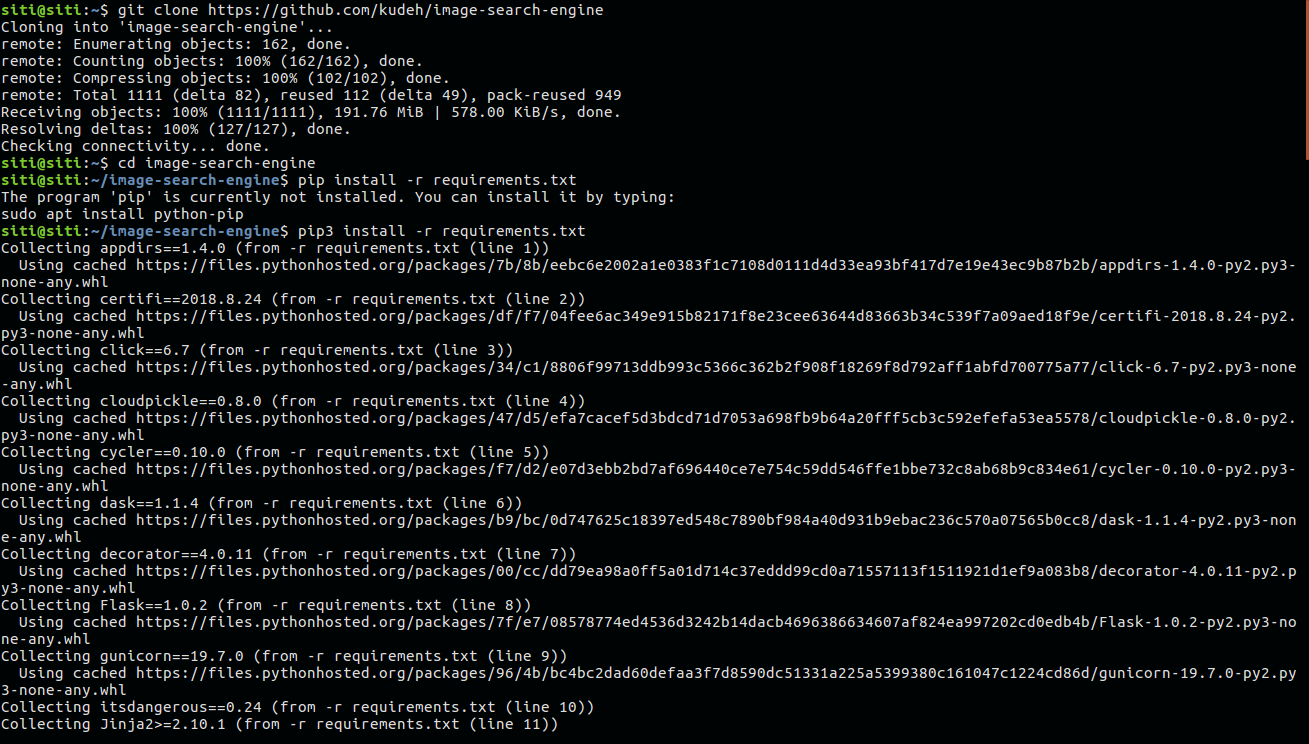 siti@siti:~$ git clone https://github.com/kudeh/image-search-engine
Cloning into 'image-search-engine'...
remote: Enumerating objects: 162, done.
remote: Counting objects: 100% (162/162), done.
remote: Compressing objects: 100% (102/102), done.
remote: Total 1111 (delta 82), reused 112 (delta 49), pack-reused 949
Receiving objects: 100% (1111/1111), 191.76 MiB | 578.00 KiB/s, done.
Resolving deltas: 100% (127/127), done.
Checking connectivity... done.
siti@siti:~$ cd image-search-engine
siti@siti:~/image-search-engine$ pip install -r requirements.txt
The program 'pip' is currently not installed. You can install it by typing:
sudo apt install python-pip
siti@siti:~/image-search-engine$ pip3 install -r requirements.txt
Collecting appdirs==1.4.0 (from -r requirements.txt (line 1))
  Using cached https://files.pythonhosted.org/packages/7b/8b/eebc6e2002a1e0383f1c7108d0111d4d33ea93bf417d7e19e43ec9b87b2b/appdirs-1.4.0-py2.py3-
none-any.whl
Collecting certifi==2018.8.24 (from -r requirements.txt (line 2))
  Using cached https://files.pythonhosted.org/packages/df/f7/04fee6ac349e915b82171f8e23cee63644d83663b34c539f7a09aed18f9e/certifi-2018.8.24-py2.
py3-none-any.whl
Collecting click==6.7 (from -r requirements.txt (line 3))
  Using cached https://files.pythonhosted.org/packages/34/c1/8806f99713ddb993c5366c362b2f908f18269f8d792aff1abfd700775a77/click-6.7-py2.py3-none
-any.whl
Collecting cloudpickle==0.8.0 (from -r requirements.txt (line 4))
  Using cached https://files.pythonhosted.org/packages/47/d5/efa7cacef5d3bdcd71d7053a698fb9b64a20fff5cb3c592efefa53ea5578/cloudpickle-0.8.0-py2.
py3-none-any.whl
Collecting cycler==0.10.0 (from -r requirements.txt (line 5))
  Using cached https://files.pythonhosted.org/packages/f7/d2/e07d3ebb2bd7af696440ce7e754c59dd546ffe1bbe732c8ab68b9c834e61/cycler-0.10.0-py2.py3-
none-any.whl
Collecting dask==1.1.4 (from -r requirements.txt (line 6))
  Using cached https://files.pythonhosted.org/packages/b9/bc/0d747625c18397ed548c7890bf984a40d931b9ebac236c570a07565b0cc8/dask-1.1.4-py2.py3-non
e-any.whl
Collecting decorator==4.0.11 (from -r requirements.txt (line 7))
  Using cached https://files.pythonhosted.org/packages/00/cc/dd79ea98a0ff5a01d714c37eddd99cd0a71557113f1511921d1ef9a083b8/decorator-4.0.11-py2.p
y3-none-any.whl
Collecting Flask==1.0.2 (from -r requirements.txt (line 8))
  Using cached https://files.pythonhosted.org/packages/7f/e7/08578774ed4536d3242b14dacb4696386634607af824ea997202cd0edb4b/Flask-1.0.2-py2.py3-no
ne-any.whl
Collecting gunicorn==19.7.0 (from -r requirements.txt (line 9))
  Using cached https://files.pythonhosted.org/packages/96/4b/bc4bc2dad60defaa3f7d8590dc51331a225a5399380c161047c1224cd86d/gunicorn-19.7.0-py2.py
3-none-any.whl
Collecting itsdangerous==0.24 (from -r requirements.txt (line 10))
Collecting Jinja2>=2.10.1 (from -r requirements.txt (line 11))